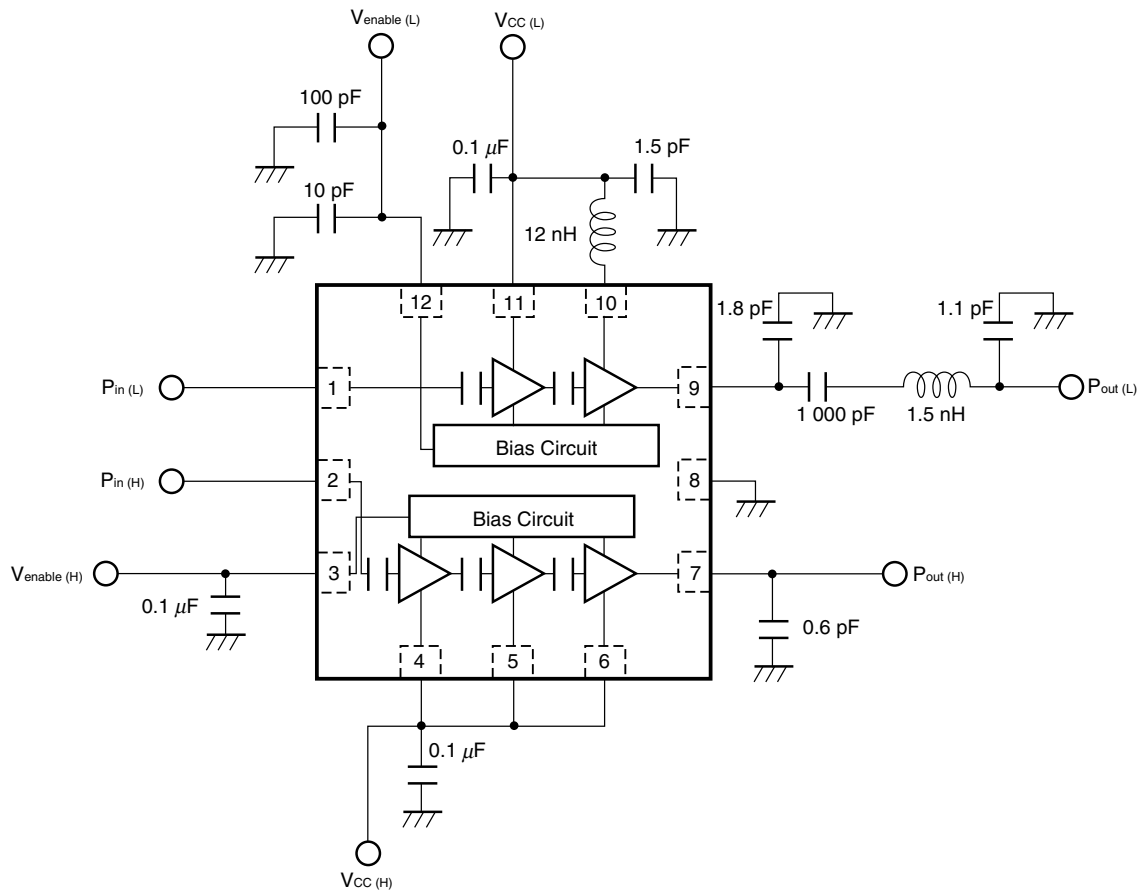 Venable (L)
VCC (L)
100 pF
0.1 µF
1.5 pF
10 pF
12 nH
12
11
10
1.8 pF
1.1 pF
Pin (L)
1
9
Pout (L)
1 000 pF
1.5 nH
Bias Circuit
Pin (H)
2
8
Bias Circuit
Venable (H)
3
7
Pout (H)
0.1 µF
0.6 pF
4
5
6
0.1 µF
VCC (H)